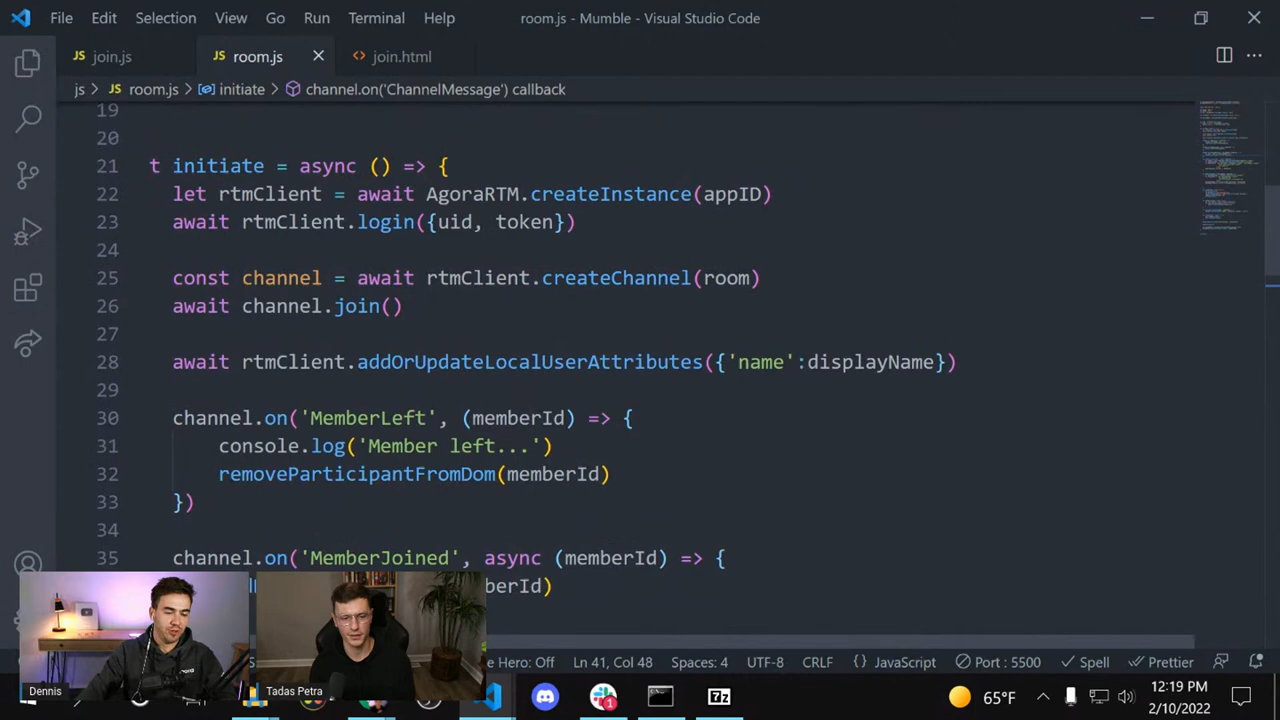 File Edit Selection View Go Run Terminal Help room.js - Mumble - Visual Studio Code
JS join.js JS room.js <> join.html
js > JS room.js > initiate > channel.on('ChannelMessage') callback
19
20
21 t initiate = async () => {
22 let rtmClient = await AgoraRTM.createInstance(appID)
23 await rtmClient.login({uid, token})
24
25 const channel = await rtmClient.createChannel(room)
26 await channel.join()
27
28 await rtmClient.addOrUpdateLocalUserAttributes({'name':displayName})
29
30 channel.on('MemberLeft', (memberId) => {
31 console.log('Member left...')
32 removeParticipantFromDom(memberId)
33 })
34
35 channel.on('MemberJoined', async (memberId) => {
berId)
Hero: Off Ln 41, Col 48 Spaces: 4 UTF-8 CRLF {} JavaScript Port : 5500 Spell Prettier
Dennis Tadas Petra 1 7z 65°F 12:19 PM
2/10/2022